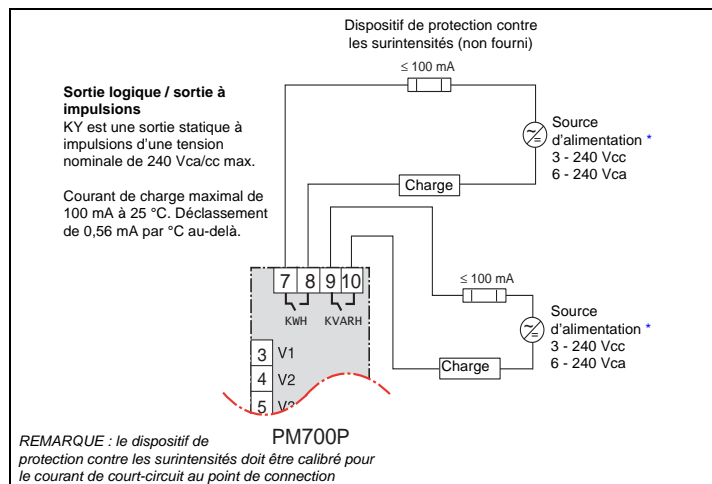 Dispositif de protection contre
les surintensités (non fourni)
≤ 100 mA
Sortie logique / sortie à
impulsions
KY est une sortie statique à
impulsions d'une tension
nominale de 240 Vca/cc max.
Courant de charge maximal de
100 mA à 25 °C. Déclassement
de 0,56 mA par °C au-delà.
Source
d'alimentation *
3 - 240 Vcc
6 - 240 Vca
Charge
7 8 9 10
KWH KVARH
≤ 100 mA
Source
d'alimentation *
3 - 240 Vcc
6 - 240 Vca
Charge
3 V1
4 V2
5 V3
PM700P
REMARQUE : le dispositif de
protection contre les surintensités doit être calibré pour
le courant de court-circuit au point de connection